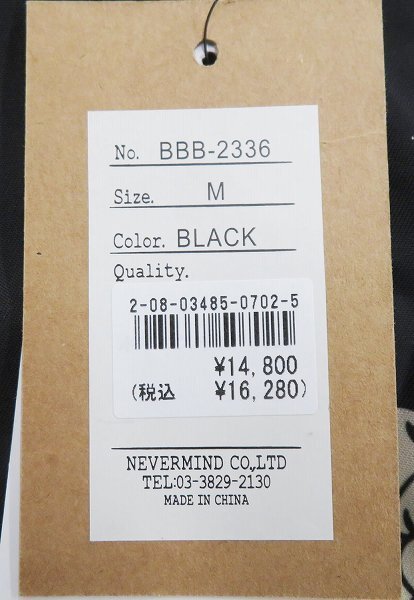 No. BBB-2336
Size. M
Color. BLACK
Quality.
2-08-03485-0702-5
¥14,800
(税込 ¥16,280)
NEVERMIND CO.,LTD
TEL:03-3829-2130
MADE IN CHINA